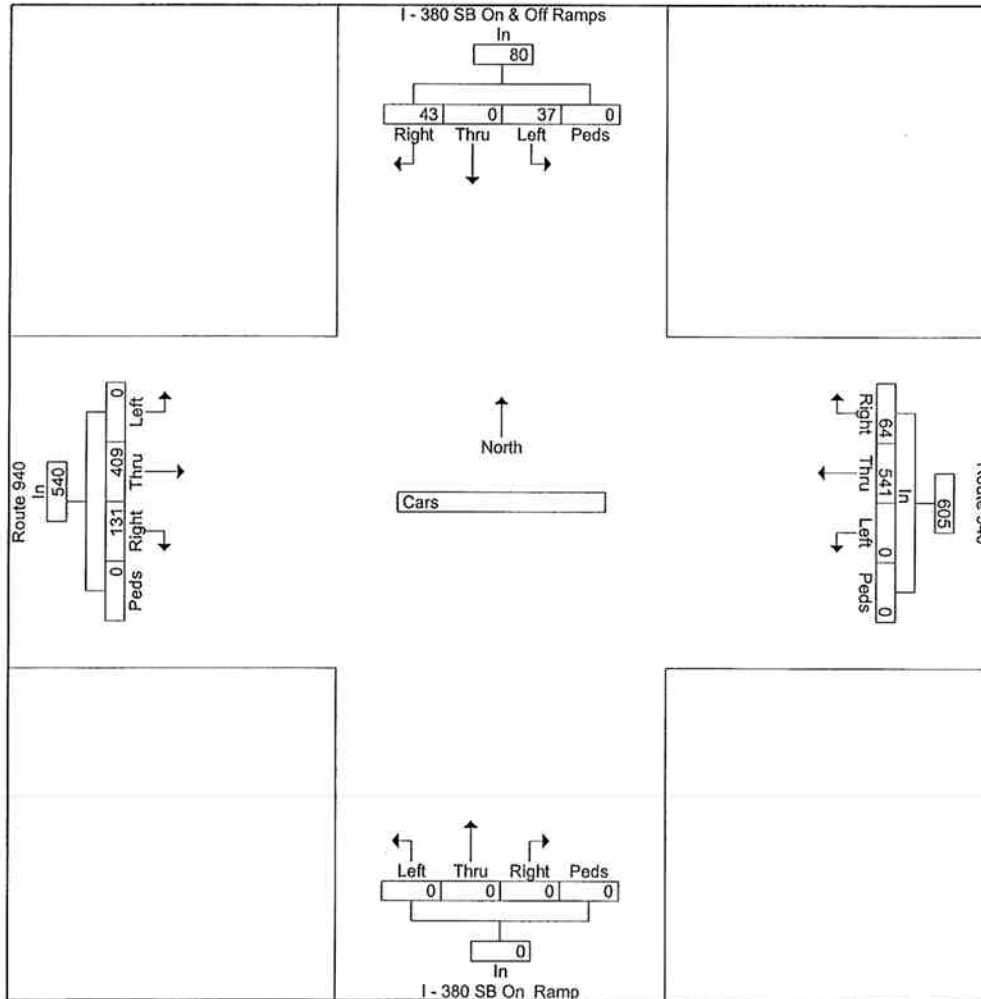 I - 380 SB On & Off Ramps
In
80
43 0 37 0
Right Thru Left Peds
Route 940
In
540
0 409 131 0
Left Thru Right Peds
North
Cars
Right Thru Left Peds
64 541 0 0
In
605
Left Thru Right Peds
0 0 0 0
0
In
I - 380 SB On Ramp